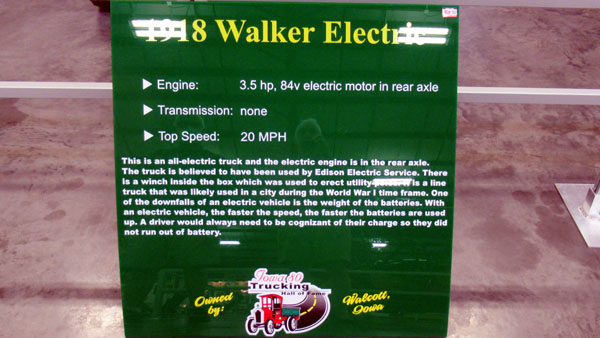 1918 Walker Electric
Engine: 3.5 hp, 84v electric motor in rear axle
Transmission: none
Top Speed: 20 MPH
This is an all-electric truck and the electric engine is in the rear axle.
The truck is believed to have been used by Edison Electric Service. There
is a winch inside the box which was used to erect utility is a line
truck that was likely used in a city during the World War I time frame. One
of the downfalls of an electric vehicle is the weight of the batteries. With
an electric vehicle, the faster the speed, the faster the batteries are used
up. A driver would always need to be cognizant of their charge so they did
not run out of battery.
Iowa 80
Trucking
Hall of Fame
Owned
by:
Walcott,
Iowa